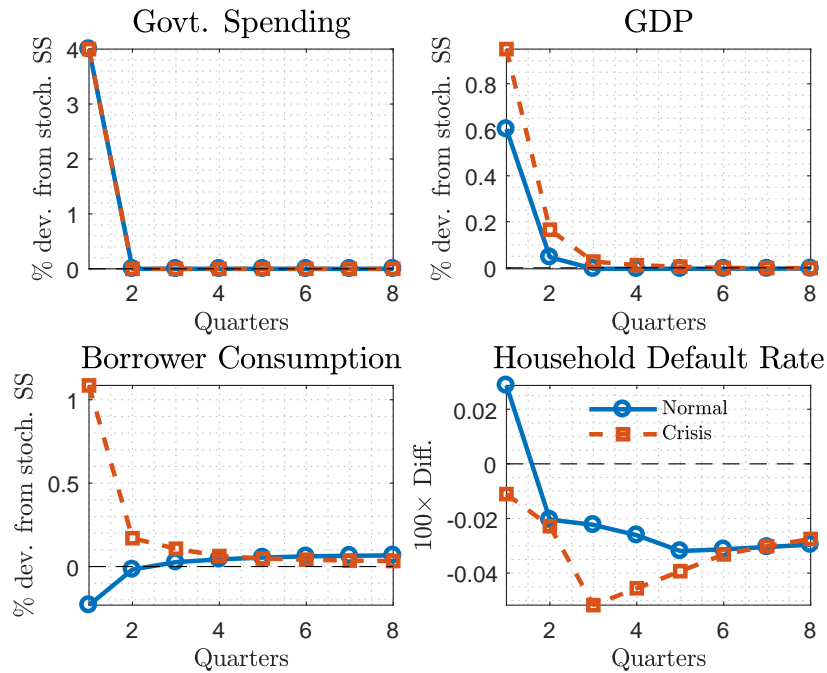 Govt. Spending
% dev. from stoch. SS
4
3
2
1
0
2 4 6 8
Quarters
GDP
% dev. from stoch. SS
0.8
0.6
0.4
0.2
0
2 4 6 8
Quarters
Borrower Consumption
% dev. from stoch. SS
1
0.5
0
2 4 6 8
Quarters
Household Default Rate
100× Diff.
0.02
0
-0.02
-0.04
Normal
Crisis
2 4 6 8
Quarters